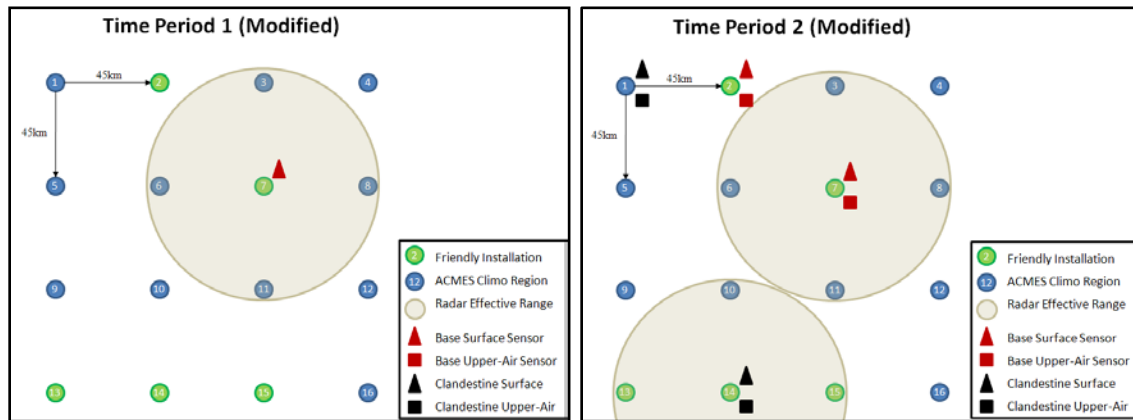 Time Period 1 (Modified)
1
45km
2
3
4
45km
5
6
7
8
9
10
11
12
13
14
15
16
2 Friendly Installation
12 ACMES Climo Region
Radar Effective Range
Base Surface Sensor
Base Upper-Air Sensor
Clandestine Surface
Clandestine Upper-Air
Time Period 2 (Modified)
1
45km
2
3
4
45km
5
6
7
8
9
10
11
12
13
14
15
16
2 Friendly Installation
12 ACMES Climo Region
Radar Effective Range
Base Surface Sensor
Base Upper-Air Sensor
Clandestine Surface
Clandestine Upper-Air